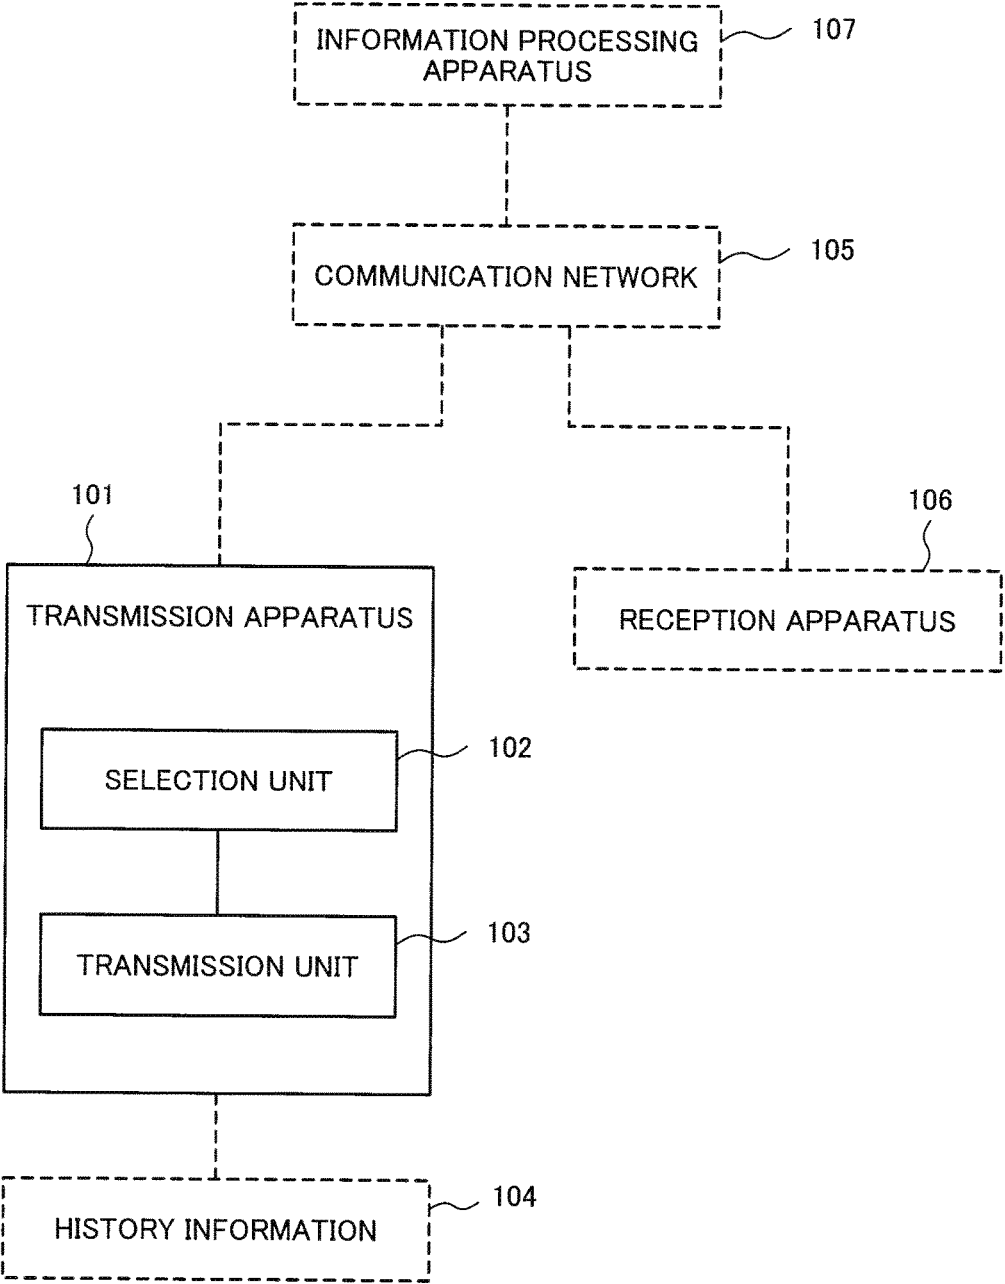 INFORMATION PROCESSING
APPARATUS
107
COMMUNICATION NETWORK
105
101
TRANSMISSION APPARATUS
106
RECEPTION APPARATUS
SELECTION UNIT
102
TRANSMISSION UNIT
103
HISTORY INFORMATION
104